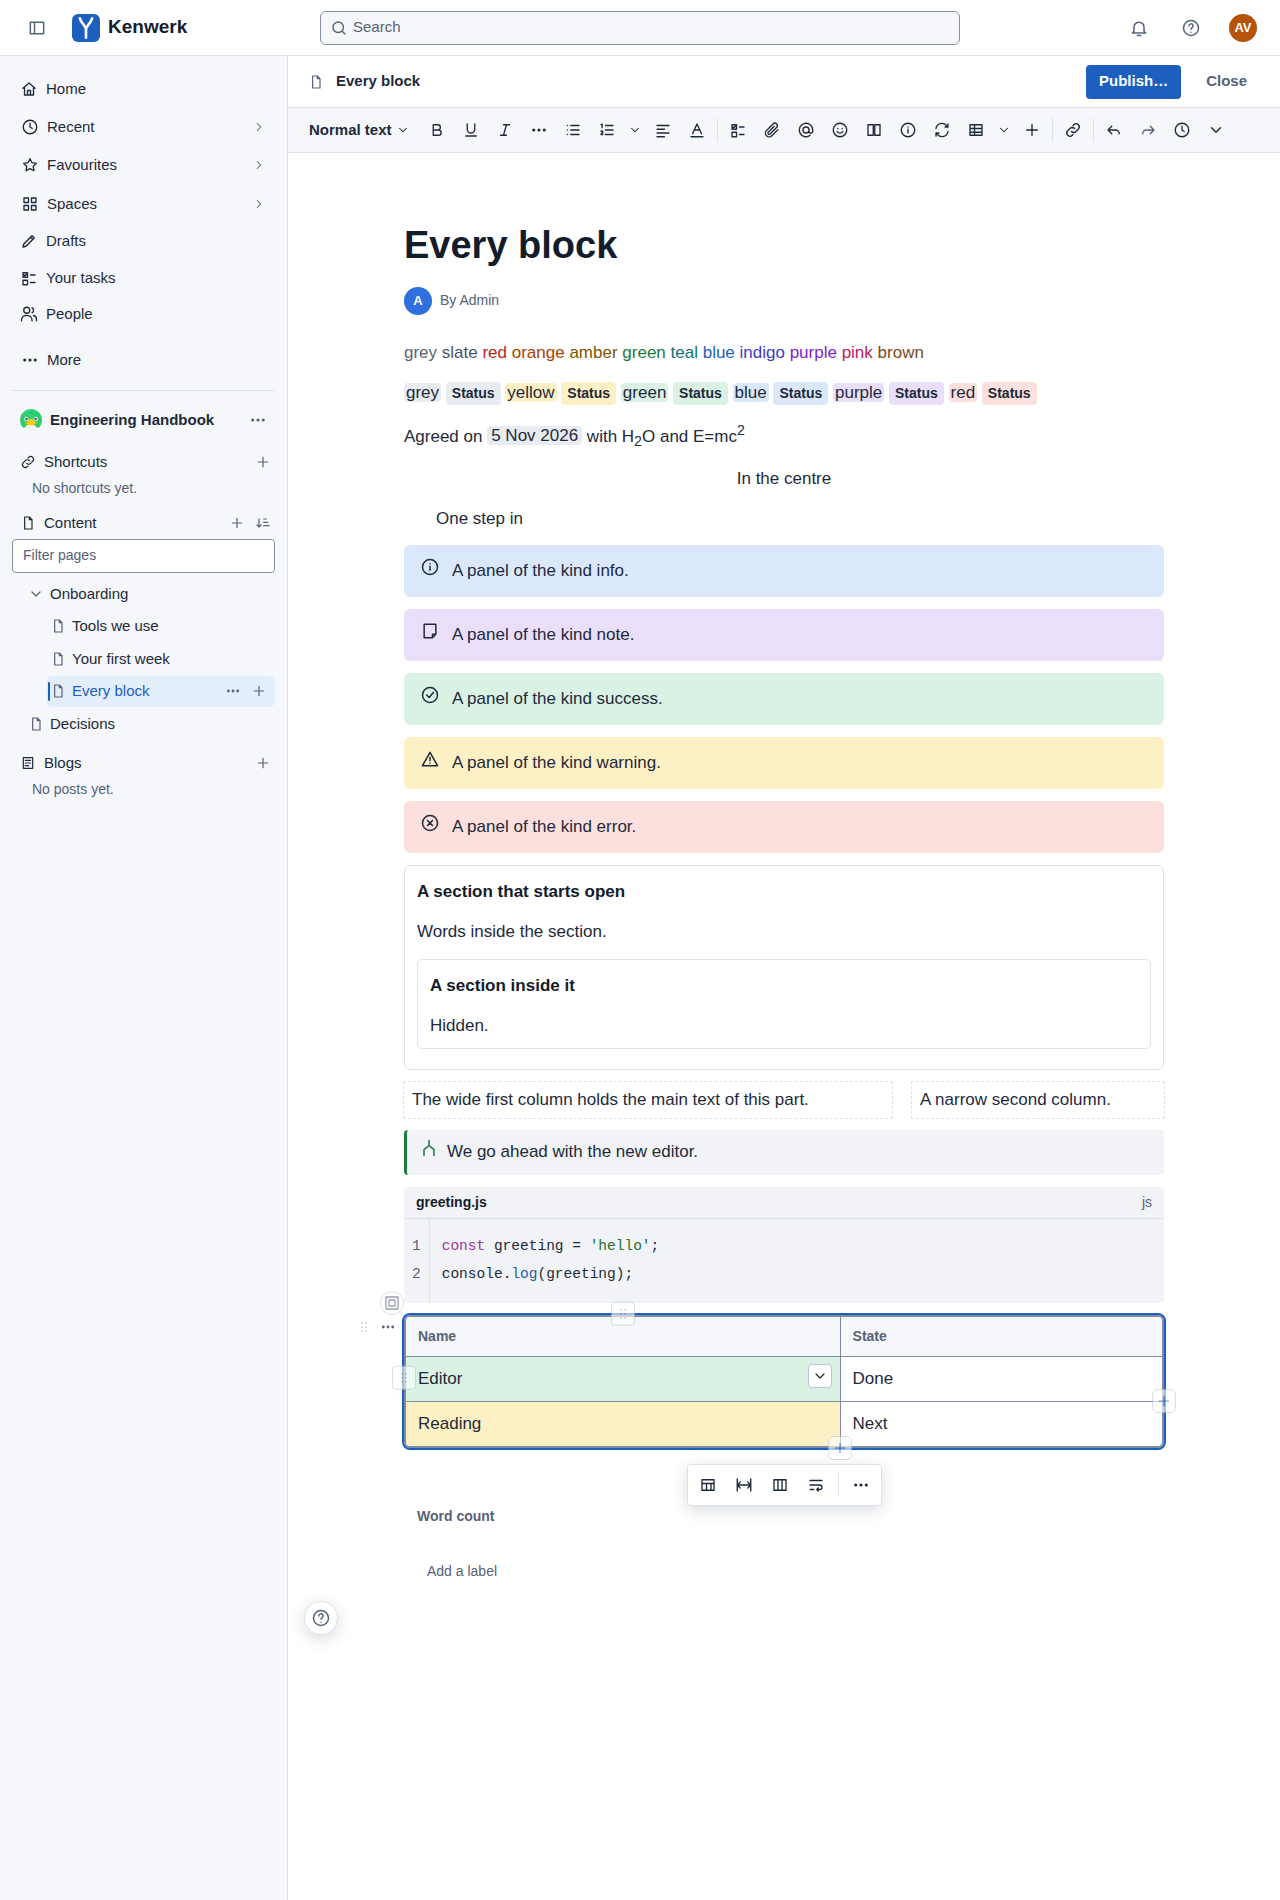 Kenwerk
Search
AV
Home
Recent
Favourites
Spaces
Drafts
Your tasks
People
More
Engineering Handbook
Shortcuts
No shortcuts yet.
Content
Filter pages
Onboarding
Tools we use
Your first week
Every block
Decisions
Blogs
No posts yet.
Every block
Publish…
Close
Normal text
Every block
A
By Admin
grey slate red orange amber green teal blue indigo purple pink brown
grey Status yellow Status green Status blue Status purple Status red Status
Agreed on 5 Nov 2026 with H2O and E=mc2
In the centre
One step in
A panel of the kind info.
A panel of the kind note.
A panel of the kind success.
A panel of the kind warning.
A panel of the kind error.
A section that starts open
Words inside the section.
A section inside it
Hidden.
The wide first column holds the main text of this part.
A narrow second column.
We go ahead with the new editor.
greeting.js
js
1 const greeting = 'hello';
2 console.log(greeting);
Name State
Editor Done
Reading Next
Word count
Add a label